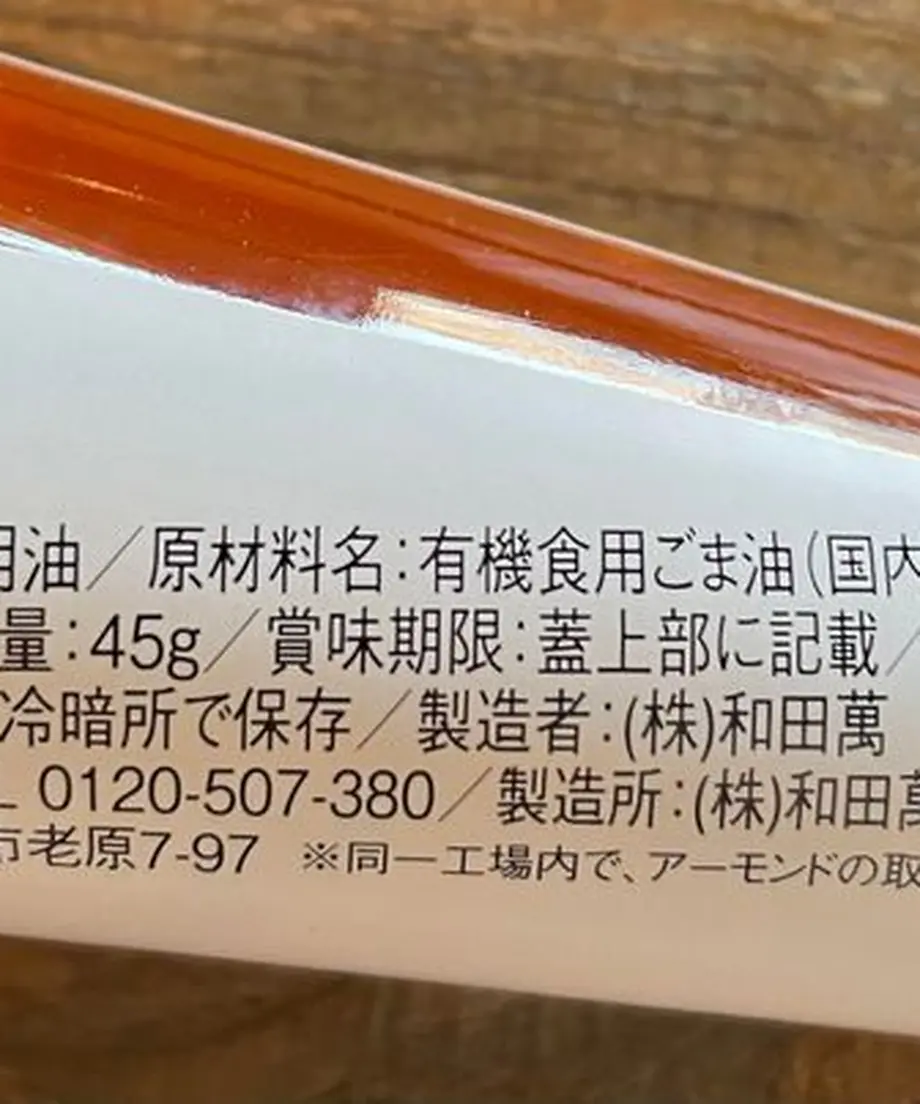 用油／原材料名：有機食用ごま油（国内
量：45g／賞味期限：蓋上部に記載／
冷暗所で保存／製造者：（株）和田萬
0120-507-380／製造所：（株）和田萬
市老原7-97 ※同一工場内で、アーモンドの取